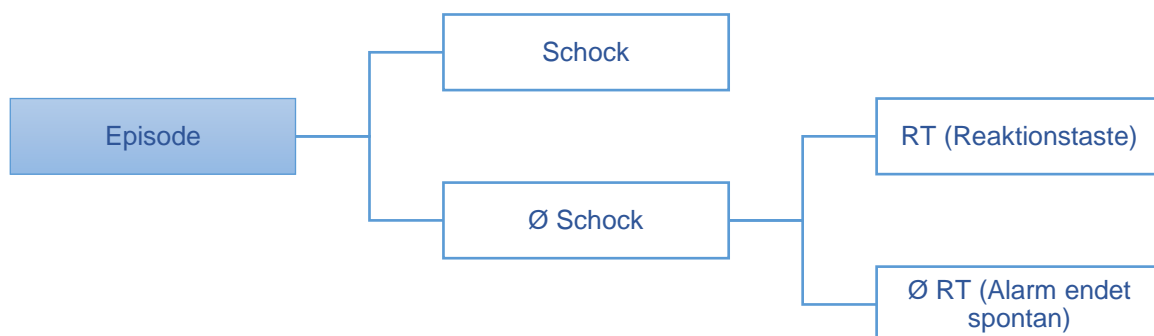 Episode
Schock
Ø Schock
RT (Reaktionstaste)
Ø RT (Alarm endet
spontan)